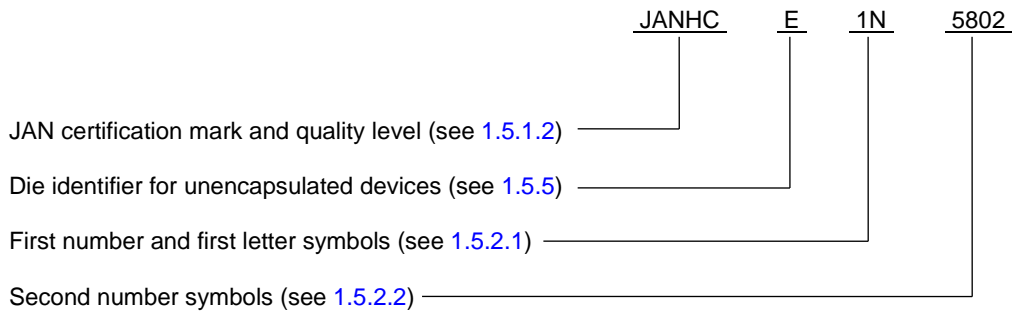 JANHC E 1N 5802
JAN certification mark and quality level (see 1.5.1.2)
Die identifier for unencapsulated devices (see 1.5.5)
First number and first letter symbols (see 1.5.2.1)
Second number symbols (see 1.5.2.2)